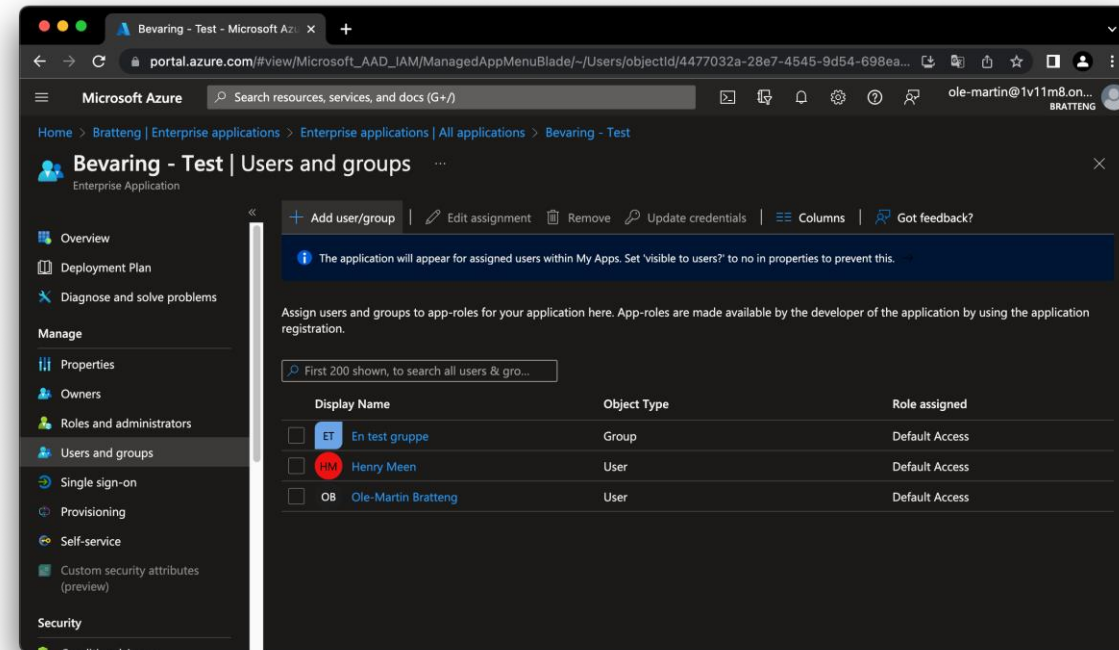 Bevaring - Test - Microsoft Azu
portal.azure.com/#view/Microsoft_AAD_IAM/ManagedAppMenuBlade/~/Users/objectId/4477032a-28e7-4545-9d54-698ea...
Microsoft Azure
Search resources, services, and docs (G+/)
ole-martin@1v11m8.on...
BRATTENG
Home > Bratteng | Enterprise applications > Enterprise applications | All applications > Bevaring - Test
Bevaring - Test | Users and groups ...
Enterprise Application
Overview
Deployment Plan
Diagnose and solve problems
Manage
Properties
Owners
Roles and administrators
Users and groups
Single sign-on
Provisioning
Self-service
Custom security attributes
(preview)
Security
Add user/group
Edit assignment
Remove
Update credentials
Columns
Got feedback?
The application will appear for assigned users within My Apps. Set 'visible to users?' to no in properties to prevent this.
Assign users and groups to app-roles for your application here. App-roles are made available by the developer of the application by using the application
registration.
First 200 shown, to search all users & gro...
Display Name Object Type Role assigned
ET En test gruppe Group Default Access
HM Henry Meen User Default Access
OB Ole-Martin Bratteng User Default Access